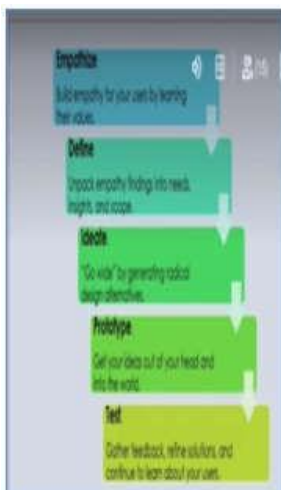 Empathize
Build empathy for your users by learning
their values.
Define
Unpack empathy findings into needs,
insights, and scope.
Ideate
"Go wide" by generating radical
design alternatives.
Prototype
Get your ideas out of your head and
into the world.
Test
Gather feedback, refine solutions, and
continue to learn about your users.